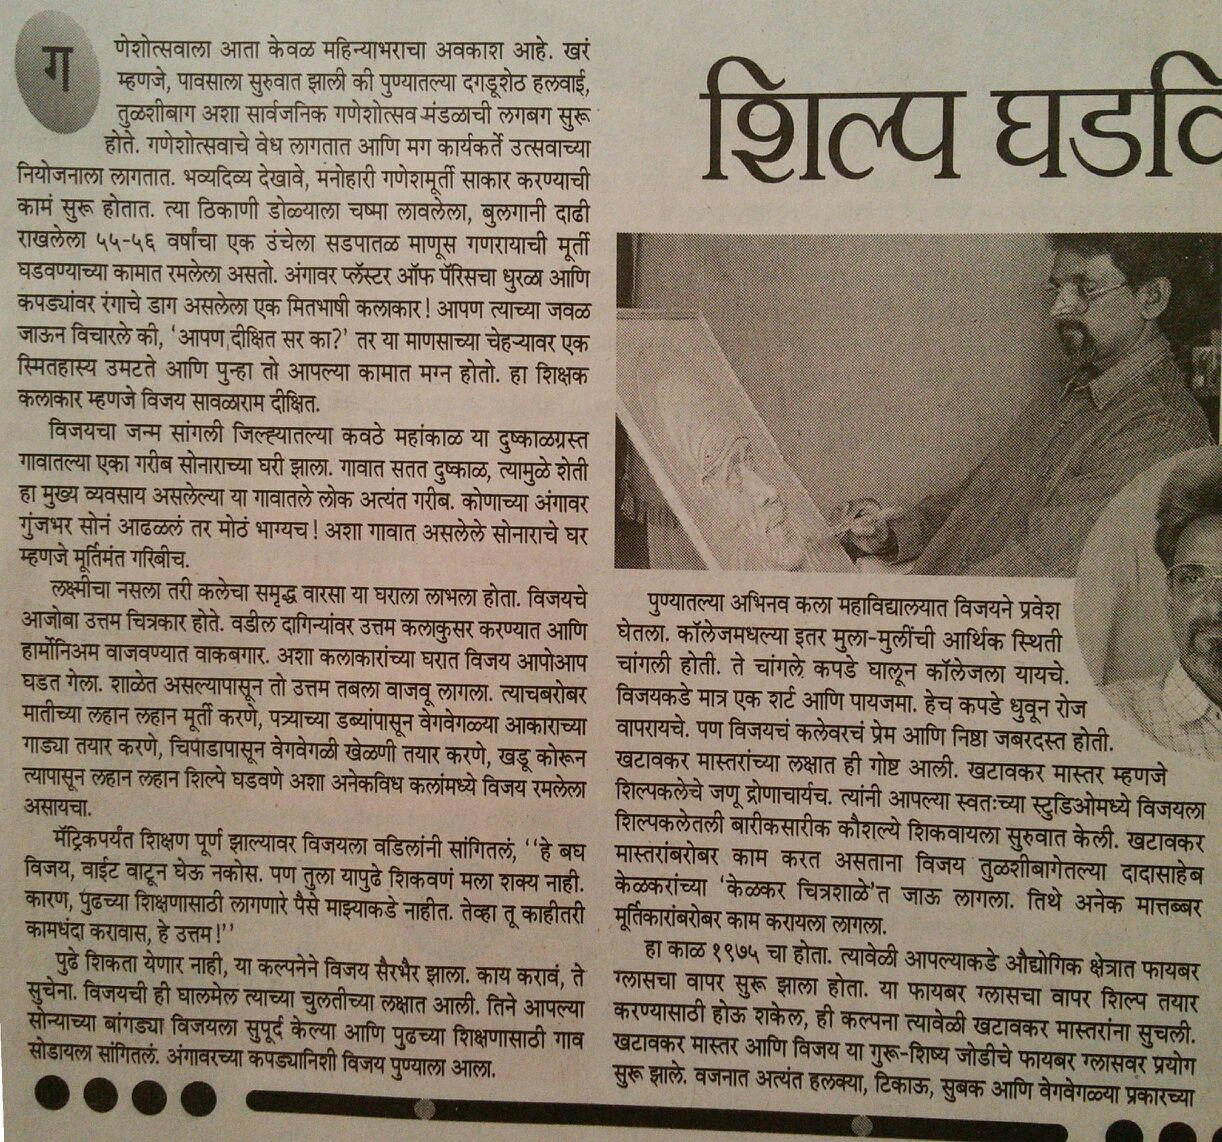 शिल्प घडवि
गणेशोत्सवाला आता केवळ महिन्याभराचा अवकाश आहे. खरं
म्हणजे, पावसाला सुरुवात झाली की पुण्यातल्या दगडूशेठ हलवाई,
तुळशीबाग अशा सार्वजनिक गणेशोत्सव मंडळाची लगबग सुरू
होते. गणेशोत्सवाचे वेध लागतात आणि मग कार्यकर्ते उत्सवाच्या
नियोजनाला लागतात. भव्यदिव्य देखावे, मनोहारी गणेशमूर्ती साकार करण्याची
कामं सुरू होतात. त्या ठिकाणी डोळ्याला चष्मा लावलेला, बुलगानी दाढी
राखलेला ५५-५६ वर्षांचा एक उंचेला सडपातळ माणूस गणरायाची मूर्ती
घडवण्याच्या कामात रमलेला असतो. अंगावर प्लॅस्टर ऑफ पॅरिसचा धुरळा आणि
कपड्यांवर रंगाचे डाग असलेला एक मितभाषी कलाकार! आपण त्याच्या जवळ
जाऊन विचारले की, 'आपण दीक्षित सर का?' तर या माणसाच्या चेहऱ्यावर एक
स्मितहास्य उमटते आणि पुन्हा तो आपल्या कामात मग्न होतो. हा शिक्षक
कलाकार म्हणजे विजय सावळाराम दीक्षित.
विजयचा जन्म सांगली जिल्ह्यातल्या कवठे महांकाळ या दुष्काळग्रस्त
गावातल्या एका गरीब सोनाराच्या घरी झाला. गावात सतत दुष्काळ, त्यामुळे शेती
हा मुख्य व्यवसाय असलेल्या या गावातले लोक अत्यंत गरीब. कोणाच्या अंगावर
गुंजभर सोनं आढळलं तर मोठं भाग्यच! अशा गावात असलेले सोनाराचे घर
म्हणजे मूर्तिमंत गरिबीच.
लक्ष्मीचा नसला तरी कलेचा समृद्ध वारसा या घराला लाभला होता. विजयचे
आजोबा उत्तम चित्रकार होते. वडील दागिन्यांवर उत्तम कलाकुसर करण्यात आणि
हार्मोनिअम वाजवण्यात वाकबगार. अशा कलाकारांच्या घरात विजय आपोआप
घडत गेला. शाळेत असल्यापासून तो उत्तम तबला वाजवू लागला. त्याचबरोबर
मातीच्या लहान लहान मूर्ती करणे, पत्र्याच्या डब्यांपासून वेगवेगळ्या आकाराच्या
गाड्या तयार करणे, चिपाडापासून वेगवेगळी खेळणी तयार करणे, खडू कोरून
त्यापासून लहान लहान शिल्पे घडवणे अशा अनेकविध कलांमध्ये विजय रमलेला
असायचा.
मॅट्रिकपर्यंत शिक्षण पूर्ण झाल्यावर विजयला वडिलांनी सांगितलं, ''हे बघ
विजय, वाईट वाटून घेऊ नकोस. पण तुला यापुढे शिकवणं मला शक्य नाही.
कारण, पुढच्या शिक्षणासाठी लागणारे पैसे माझ्याकडे नाहीत. तेव्हा तू काहीतरी
कामधंदा करावास, हे उत्तम!''
पुढे शिकता येणार नाही, या कल्पनेने विजय सैरभैर झाला. काय करावं, ते
सुचेना. विजयची ही घालमेल त्याच्या चुलतीच्या लक्षात आली. तिने आपल्या
सोन्याच्या बांगड्या विजयला सुपूर्द केल्या आणि पुढच्या शिक्षणासाठी गाव
सोडायला सांगितलं. अंगावरच्या कपड्यानिशी विजय पुण्याला आला.
पुण्यातल्या अभिनव कला महाविद्यालयात विजयने प्रवेश
घेतला. कॉलेजमधल्या इतर मुला-मुलींची आर्थिक स्थिती
चांगली होती. ते चांगले कपडे घालून कॉलेजला यायचे.
विजयकडे मात्र एक शर्ट आणि पायजमा. हेच कपडे धुवून रोज
वापरायचे. पण विजयचं कलेवरचं प्रेम आणि निष्ठा जबरदस्त होती.
खटावकर मास्तरांच्या लक्षात ही गोष्ट आली. खटावकर मास्तर म्हणजे
शिल्पकलेचे जणू द्रोणाचार्यच. त्यांनी आपल्या स्वतःच्या स्टुडिओमध्ये विजयला
शिल्पकलेतली बारीकसारीक कौशल्ये शिकवायला सुरुवात केली. खटावकर
मास्तरांबरोबर काम करत असताना विजय तुळशीबागेतल्या दादासाहेब
केळकरांच्या 'केळकर चित्रशाळे'त जाऊ लागला. तिथे अनेक मात्तब्बर
मूर्तिकारांबरोबर काम करायला लागला.
हा काळ १९७५ चा होता. त्यावेळी आपल्याकडे औद्योगिक क्षेत्रात फायबर
ग्लासचा वापर सुरू झाला होता. या फायबर ग्लासचा वापर शिल्प तयार
करण्यासाठी होऊ शकेल, ही कल्पना त्यावेळी खटावकर मास्तरांना सुचली.
खटावकर मास्तर आणि विजय या गुरू-शिष्य जोडीचे फायबर ग्लासवर प्रयोग
सुरू झाले. वजनात अत्यंत हलक्या, टिकाऊ, सुबक आणि वेगवेगळ्या प्रकारच्या